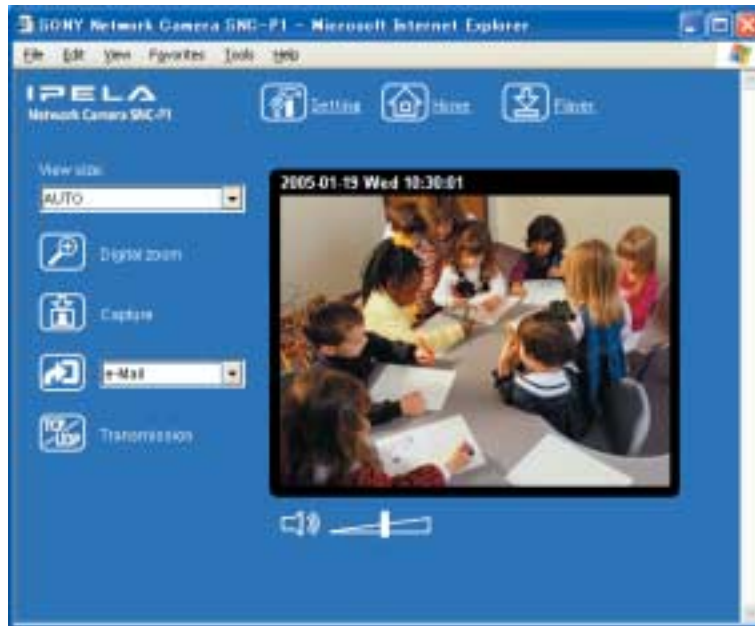 SONY Network Camera SNC-P1 - Microsoft Internet Explorer
File Edit View Favorites Tools Help
IPELA
Network Camera SNC-P1
Setting Home Player
View size
AUTO
2005-01-19 Wed 10:30:01
Digital zoom
Capture
e-Mail
TCP/UDP Transmission